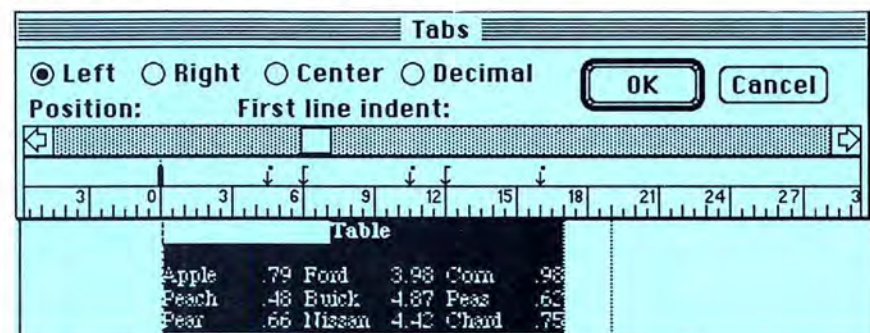 Tabs
Left Right Center Decimal OK Cancel
Position: First line indent:
3 0 3 6 9 12 15 18 21 24 27 3
Table
Apple .79 Ford 3.98 Corn .98
Peach .48 Buick 4.87 Peas .62
Pear .66 Nissan 4.42 Chard .75